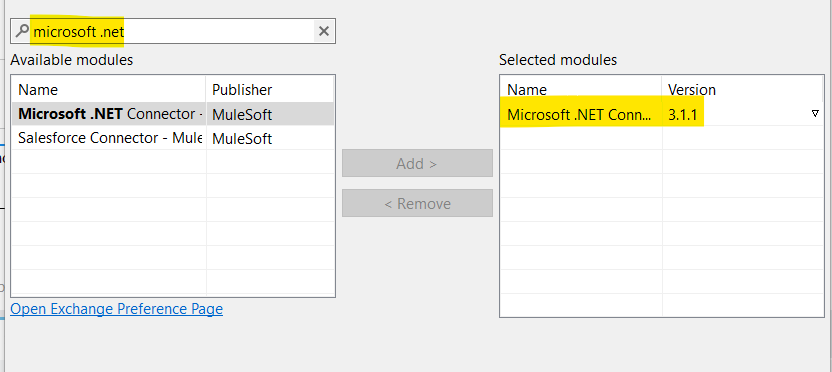 microsoft .net
Available modules
Name Publisher
Microsoft .NET Connector - MuleSoft
Salesforce Connector - Mule MuleSoft
Add >
< Remove
Open Exchange Preference Page
Selected modules
Name Version
Microsoft .NET Conn... 3.1.1